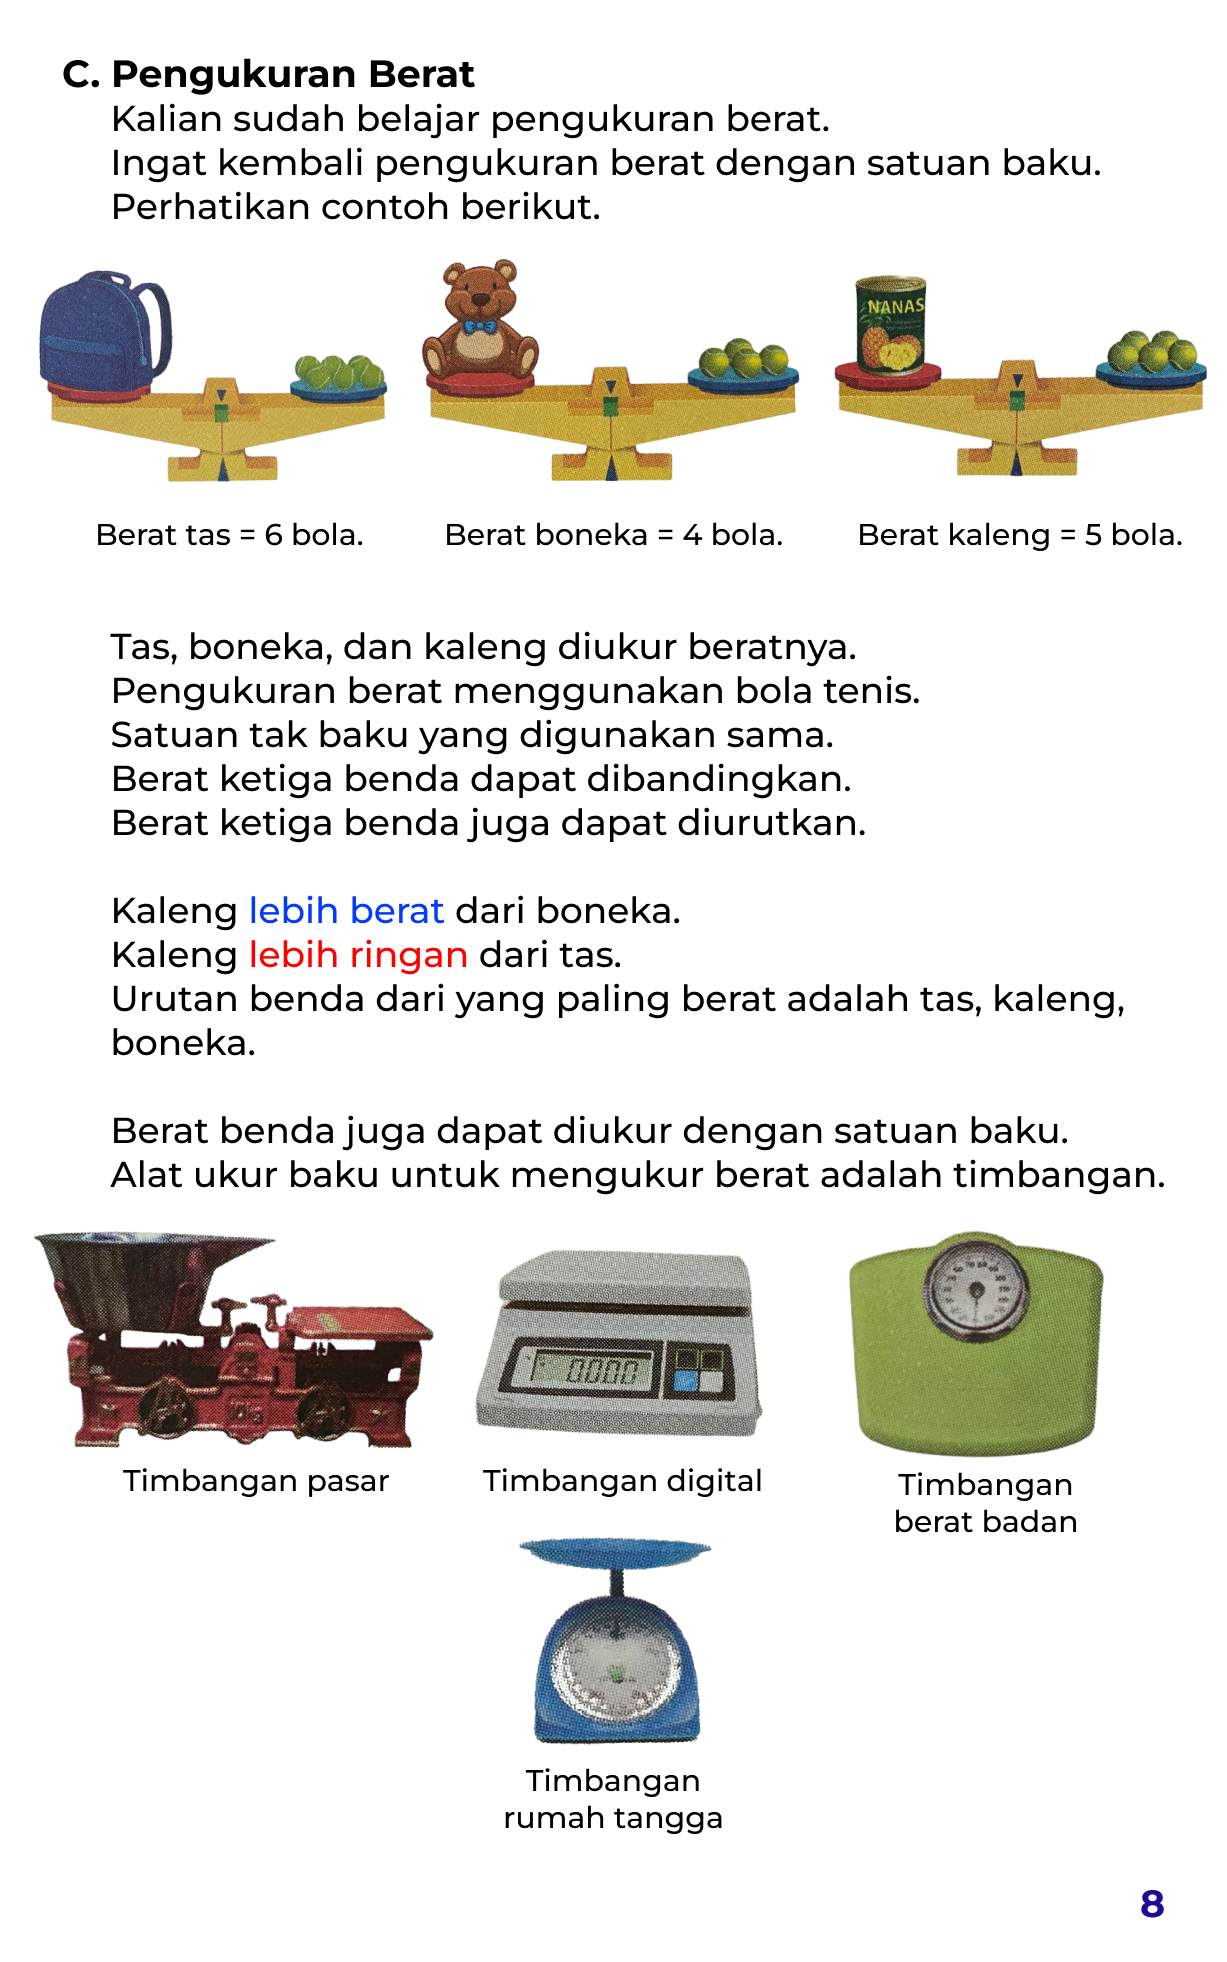 C. Pengukuran Berat
Kalian sudah belajar pengukuran berat.
Ingat kembali pengukuran berat dengan satuan baku.
Perhatikan contoh berikut.
NANAS
Berat tas = 6 bola.
Berat boneka = 4 bola.
Berat kaleng = 5 bola.
Tas, boneka, dan kaleng diukur beratnya.
Pengukuran berat menggunakan bola tenis.
Satuan tak baku yang digunakan sama.
Berat ketiga benda dapat dibandingkan.
Berat ketiga benda juga dapat diurutkan.
Kaleng lebih berat dari boneka.
Kaleng lebih ringan dari tas.
Urutan benda dari yang paling berat adalah tas, kaleng,
boneka.
Berat benda juga dapat diukur dengan satuan baku.
Alat ukur baku untuk mengukur berat adalah timbangan.
0.000
Timbangan pasar
Timbangan digital
Timbangan
berat badan
Timbangan
rumah tangga
8